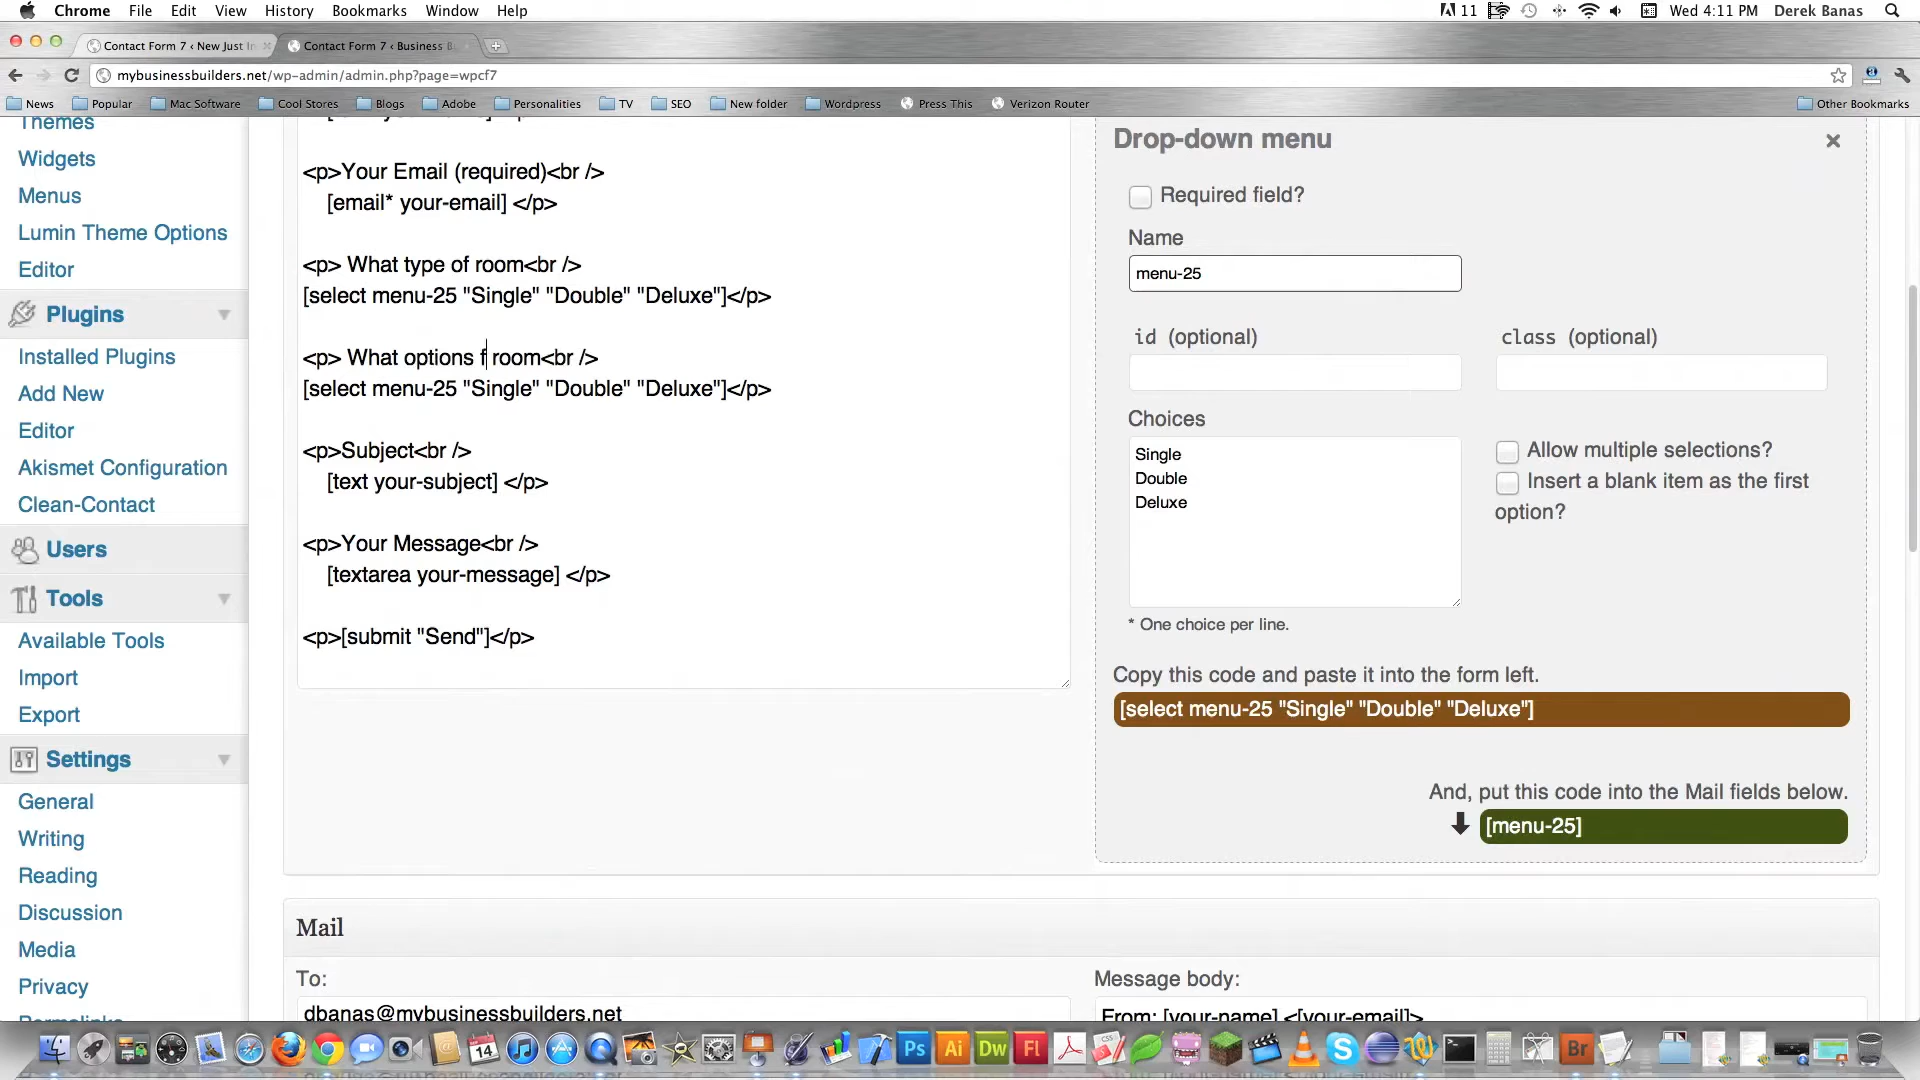 Chrome File Edit View History Bookmarks Window Help
11 Wed 4:11 PM Derek Banas
Contact Form 7 ‹ New Just In
Contact Form 7 ‹ Business B
mybusinessbuilders.net/wp-admin/admin.php?page=wpcf7
News Popular Mac Software Cool Stores Blogs Adobe Personalities TV SEO New folder Wordpress Press This Verizon Router Other Bookmarks
Themes
Widgets
Menus
Lumin Theme Options
Editor
Plugins
Installed Plugins
Add New
Editor
Akismet Configuration
Clean-Contact
Users
Tools
Available Tools
Import
Export
Settings
General
Writing
Reading
Discussion
Media
Privacy
Permalinks
<p>Your Email (required)<br />
[email* your-email] </p>
<p> What type of room<br />
[select menu-25 "Single" "Double" "Deluxe"]</p>
<p> What options f room<br />
[select menu-25 "Single" "Double" "Deluxe"]</p>
<p>Subject<br />
[text your-subject] </p>
<p>Your Message<br />
[textarea your-message] </p>
<p>[submit "Send"]</p>
Drop-down menu
×
Required field?
Name
menu-25
id (optional)
class (optional)
Choices
Single
Double
Deluxe
Allow multiple selections?
Insert a blank item as the first
option?
* One choice per line.
Copy this code and paste it into the form left.
[select menu-25 "Single" "Double" "Deluxe"]
And, put this code into the Mail fields below.
[menu-25]
Mail
To:
dbanas@mybusinessbuilders.net
Message body:
From: [your-name] <[your-email]>
14 Ps Ai Dw Fl Br